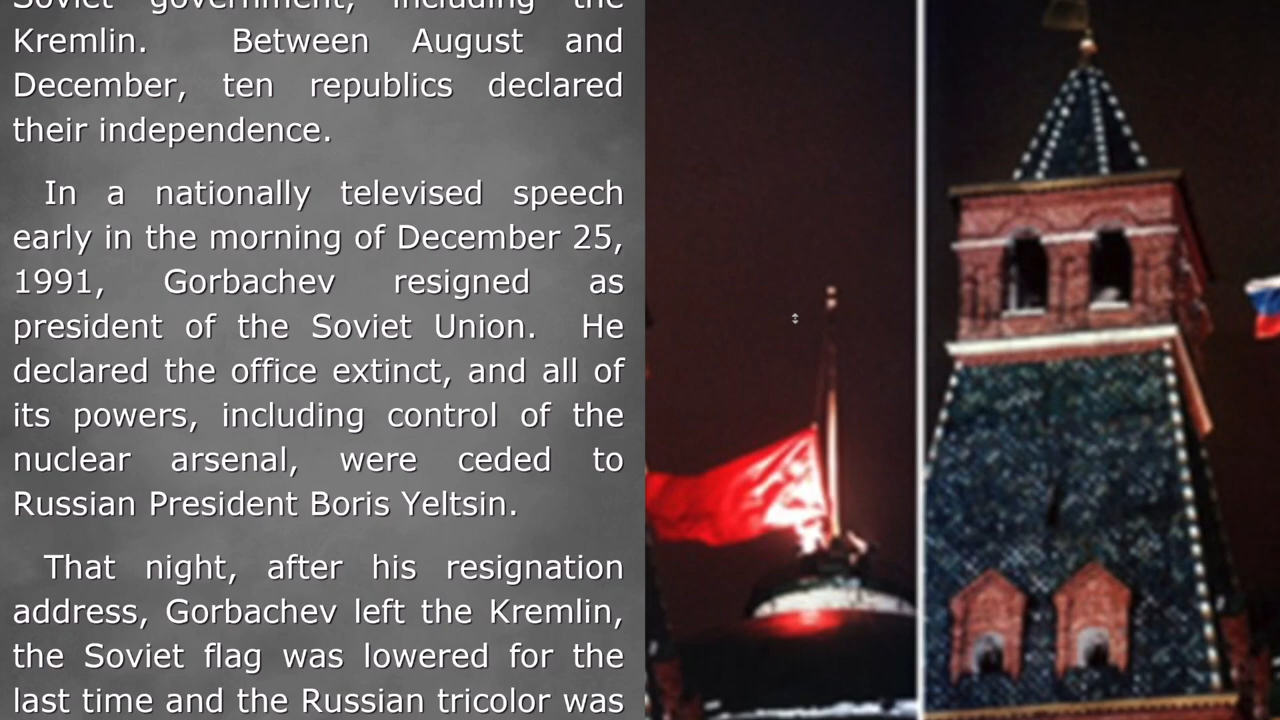 Soviet government, including the
Kremlin. Between August and
December, ten republics declared
their independence.
In a nationally televised speech
early in the morning of December 25,
1991, Gorbachev resigned as
president of the Soviet Union. He
declared the office extinct, and all of
its powers, including control of the
nuclear arsenal, were ceded to
Russian President Boris Yeltsin.
That night, after his resignation
address, Gorbachev left the Kremlin,
the Soviet flag was lowered for the
last time and the Russian tricolor was